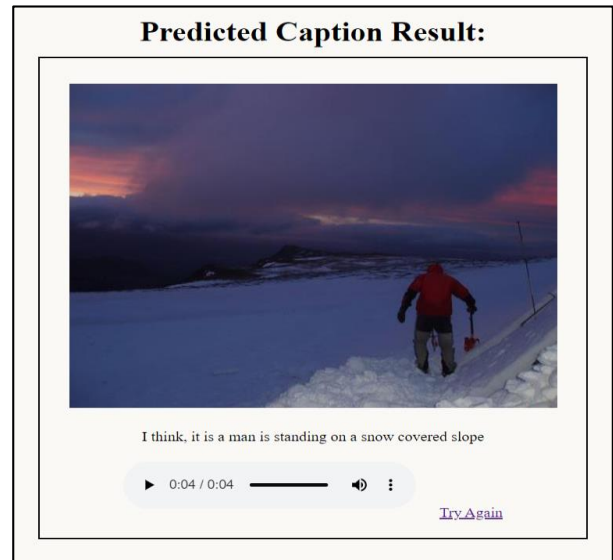 Predicted Caption Result:
I think, it is a man is standing on a snow covered slope
0:04 / 0:04
Try Again